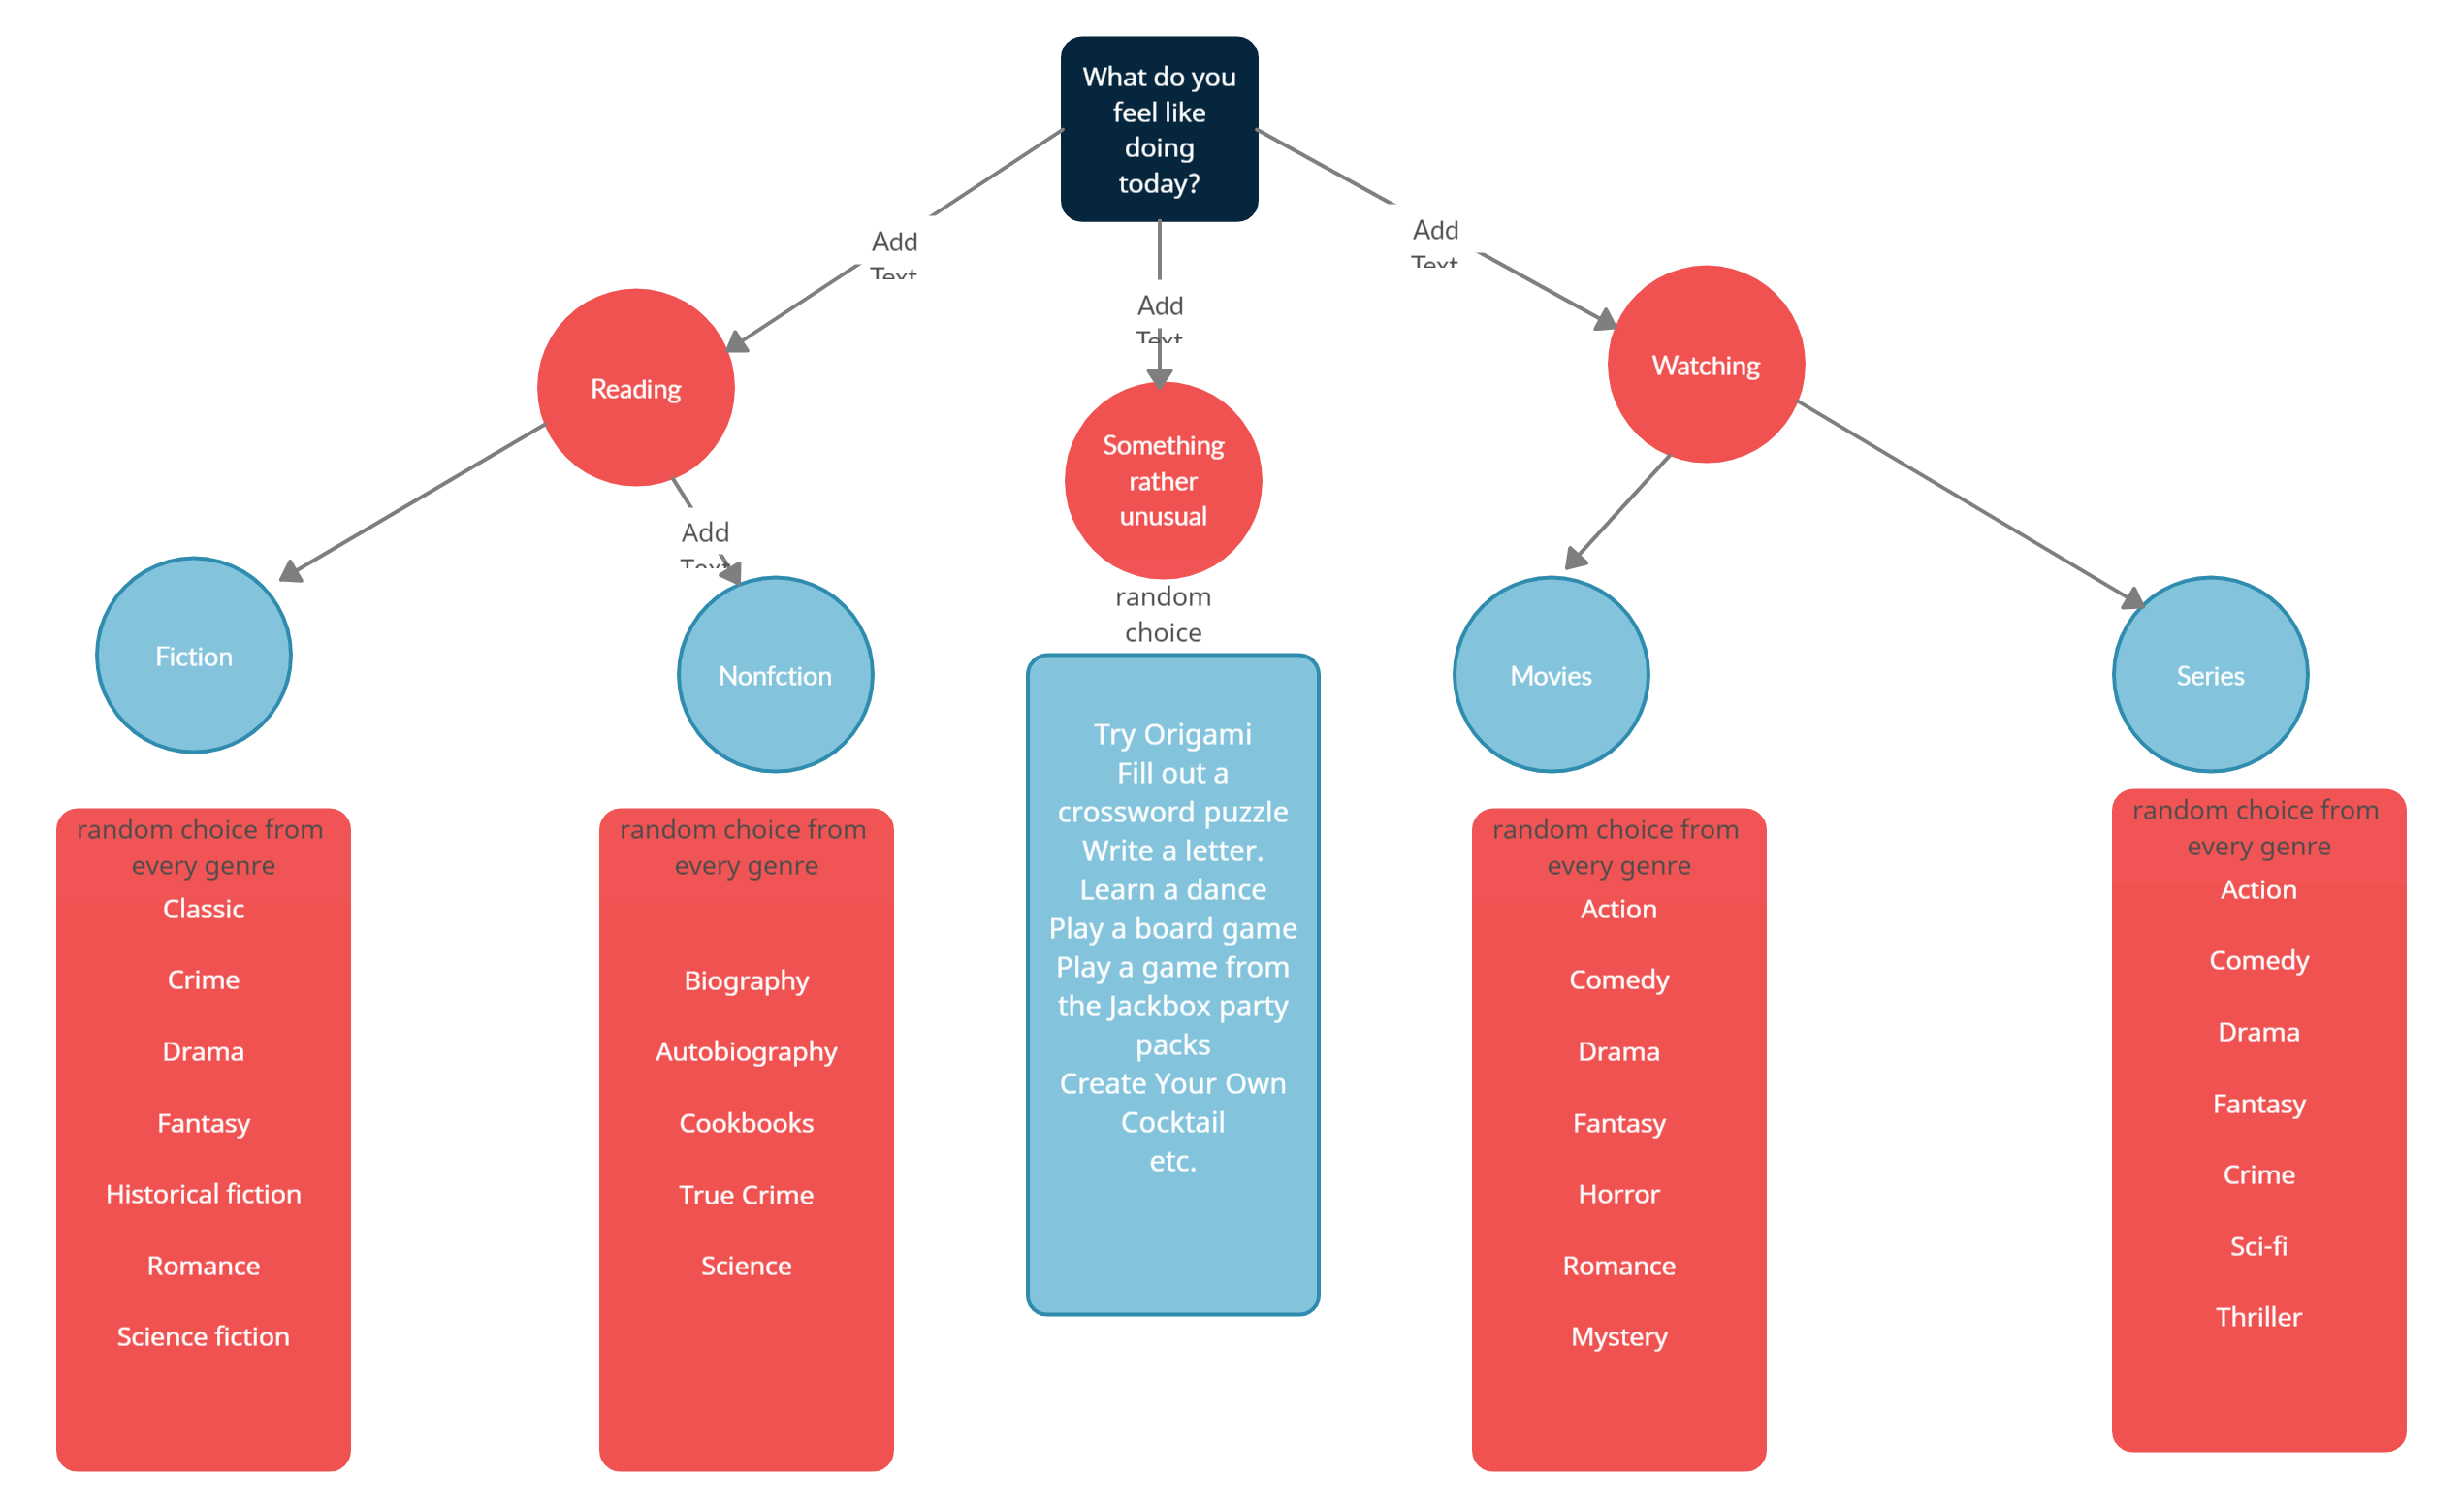 What do you
feel like
doing
today?
Add
Text
Add
Text
Add
Text
Reading
Something
rather
unusual
Watching
Add
Text
Fiction
Nonfction
random
choice
Movies
Series
random choice from
every genre
Classic
Crime
Drama
Fantasy
Historical fiction
Romance
Science fiction
random choice from
every genre
Biography
Autobiography
Cookbooks
True Crime
Science
Try Origami
Fill out a
crossword puzzle
Write a letter.
Learn a dance
Play a board game
Play a game from
the Jackbox party
packs
Create Your Own
Cocktail
etc.
random choice from
every genre
Action
Comedy
Drama
Fantasy
Horror
Romance
Mystery
random choice from
every genre
Action
Comedy
Drama
Fantasy
Crime
Sci-fi
Thriller